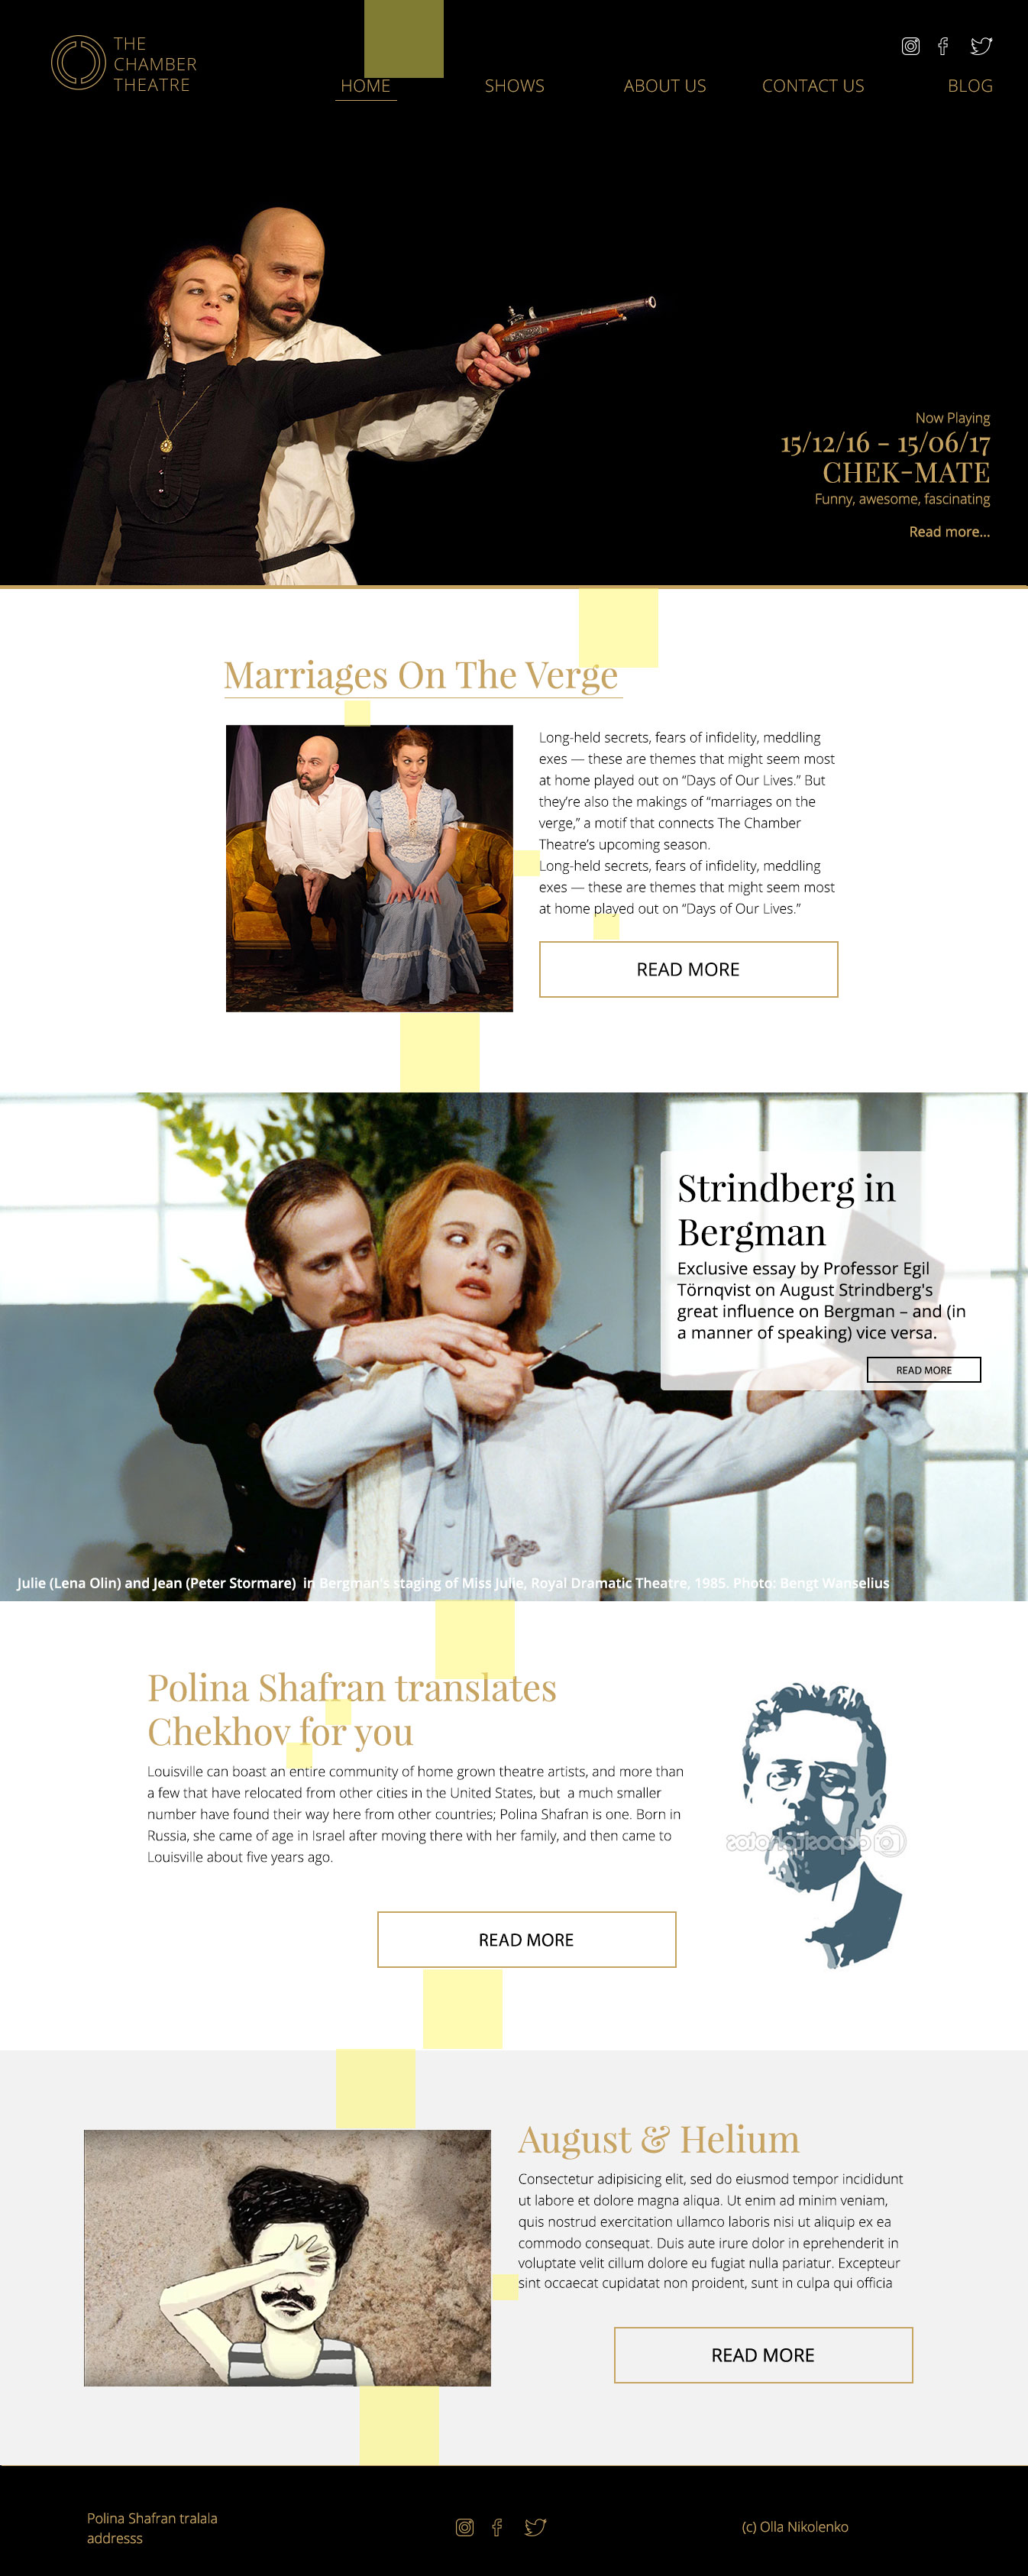 THE
CHAMBER
THEATRE
HOME
SHOWS
ABOUT US
CONTACT US
BLOG
Now Playing
15/12/16 – 15/06/17
CHEK-MATE
Funny, awesome, fascinating
Read more...
Marriages On The Verge
Long-held secrets, fears of infidelity, meddling
exes — these are themes that might seem most
at home played out on “Days of Our Lives.” But
they’re also the makings of “marriages on the
verge,” a motif that connects The Chamber
Theatre’s upcoming season.
Long-held secrets, fears of infidelity, meddling
exes — these are themes that might seem most
at home played out on “Days of Our Lives.”
READ MORE
Strindberg in
Bergman
Exclusive essay by Professor Egil
Törnqvist on August Strindberg's
great influence on Bergman – and (in
a manner of speaking) vice versa.
READ MORE
Julie (Lena Olin) and Jean (Peter Stormare)  in Bergman's staging of Miss Julie, Royal Dramatic Theatre, 1985. Photo: Bengt Wanselius
Polina Shafran translates
Chekhov for you
Louisville can boast an entire community of home grown theatre artists, and more than
a few that have relocated from other cities in the United States, but  a much smaller
number have found their way here from other countries; Polina Shafran is one. Born in
Russia, she came of age in Israel after moving there with her family, and then came to
Louisville about five years ago.
depositphotos
READ MORE
August & Helium
Consectetur adipisicing elit, sed do eiusmod tempor incididunt
ut labore et dolore magna aliqua. Ut enim ad minim veniam,
quis nostrud exercitation ullamco laboris nisi ut aliquip ex ea
commodo consequat. Duis aute irure dolor in eprehenderit in
voluptate velit cillum dolore eu fugiat nulla pariatur. Excepteur
sint occaecat cupidatat non proident, sunt in culpa qui officia
READ MORE
Polina Shafran tralala
addresss
(c) Olla Nikolenko